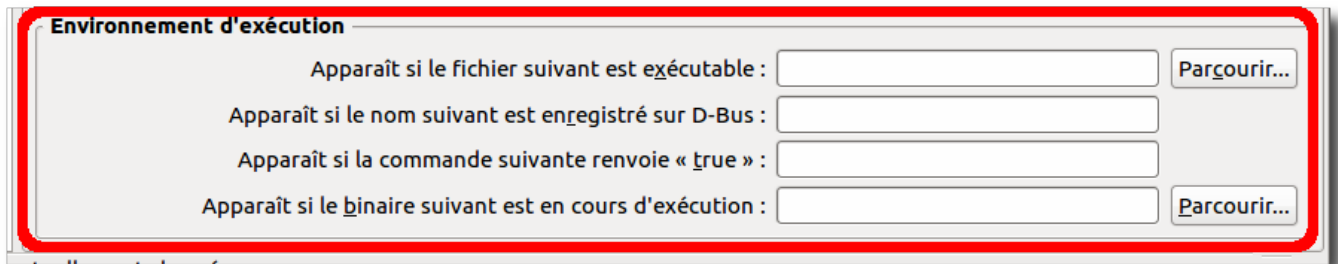 Environnement d'exécution
Apparaît si le fichier suivant est exécutable : Parcourir...
Apparaît si le nom suivant est enregistré sur D-Bus :
Apparaît si la commande suivante renvoie « true » :
Apparaît si le binaire suivant est en cours d'exécution : Parcourir...